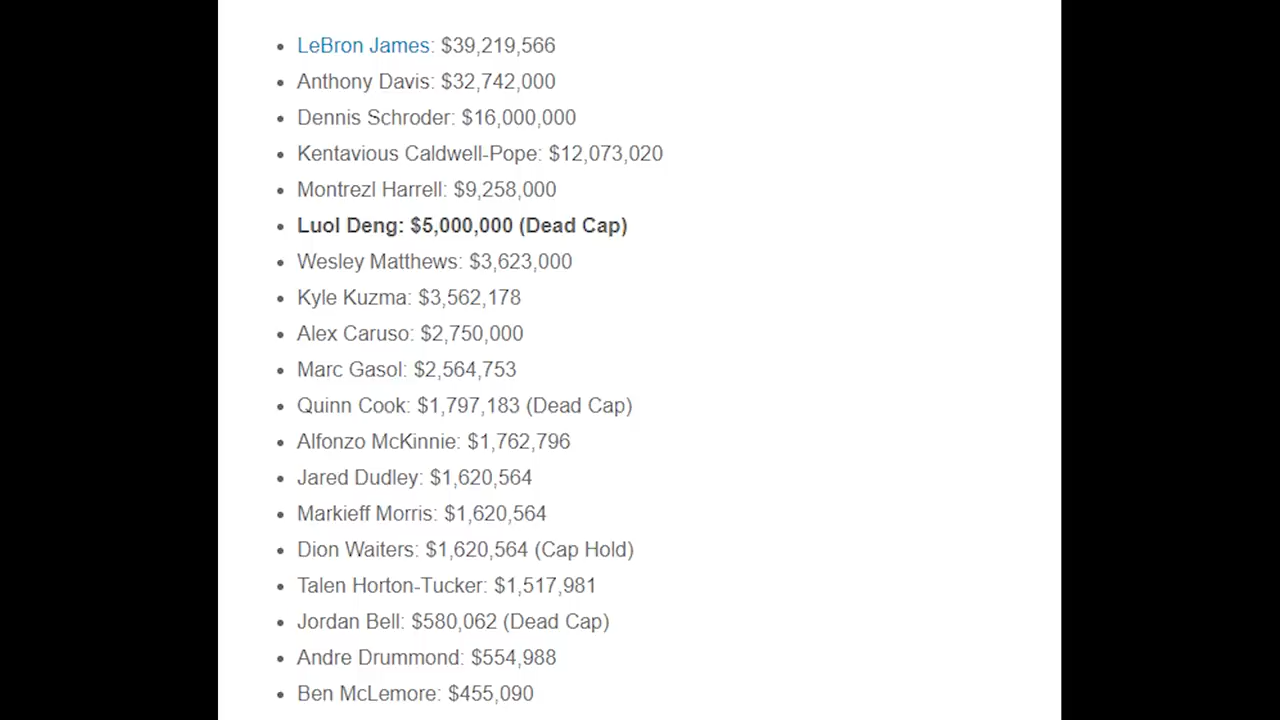 LeBron James: $39,219,566
Anthony Davis: $32,742,000
Dennis Schroder: $16,000,000
Kentavious Caldwell-Pope: $12,073,020
Montrezl Harrell: $9,258,000
Luol Deng: $5,000,000 (Dead Cap)
Wesley Matthews: $3,623,000
Kyle Kuzma: $3,562,178
Alex Caruso: $2,750,000
Marc Gasol: $2,564,753
Quinn Cook: $1,797,183 (Dead Cap)
Alfonzo McKinnie: $1,762,796
Jared Dudley: $1,620,564
Markieff Morris: $1,620,564
Dion Waiters: $1,620,564 (Cap Hold)
Talen Horton-Tucker: $1,517,981
Jordan Bell: $580,062 (Dead Cap)
Andre Drummond: $554,988
Ben McLemore: $455,090